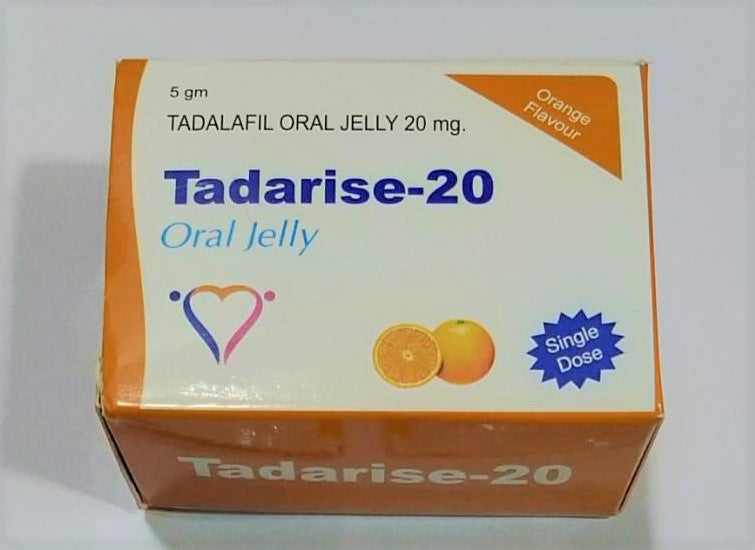 5 gm
TADALAFIL ORAL JELLY 20 mg.
Orange
Flavour
Tadarise-20
Oral Jelly
Single
Dose
Tadarise-20